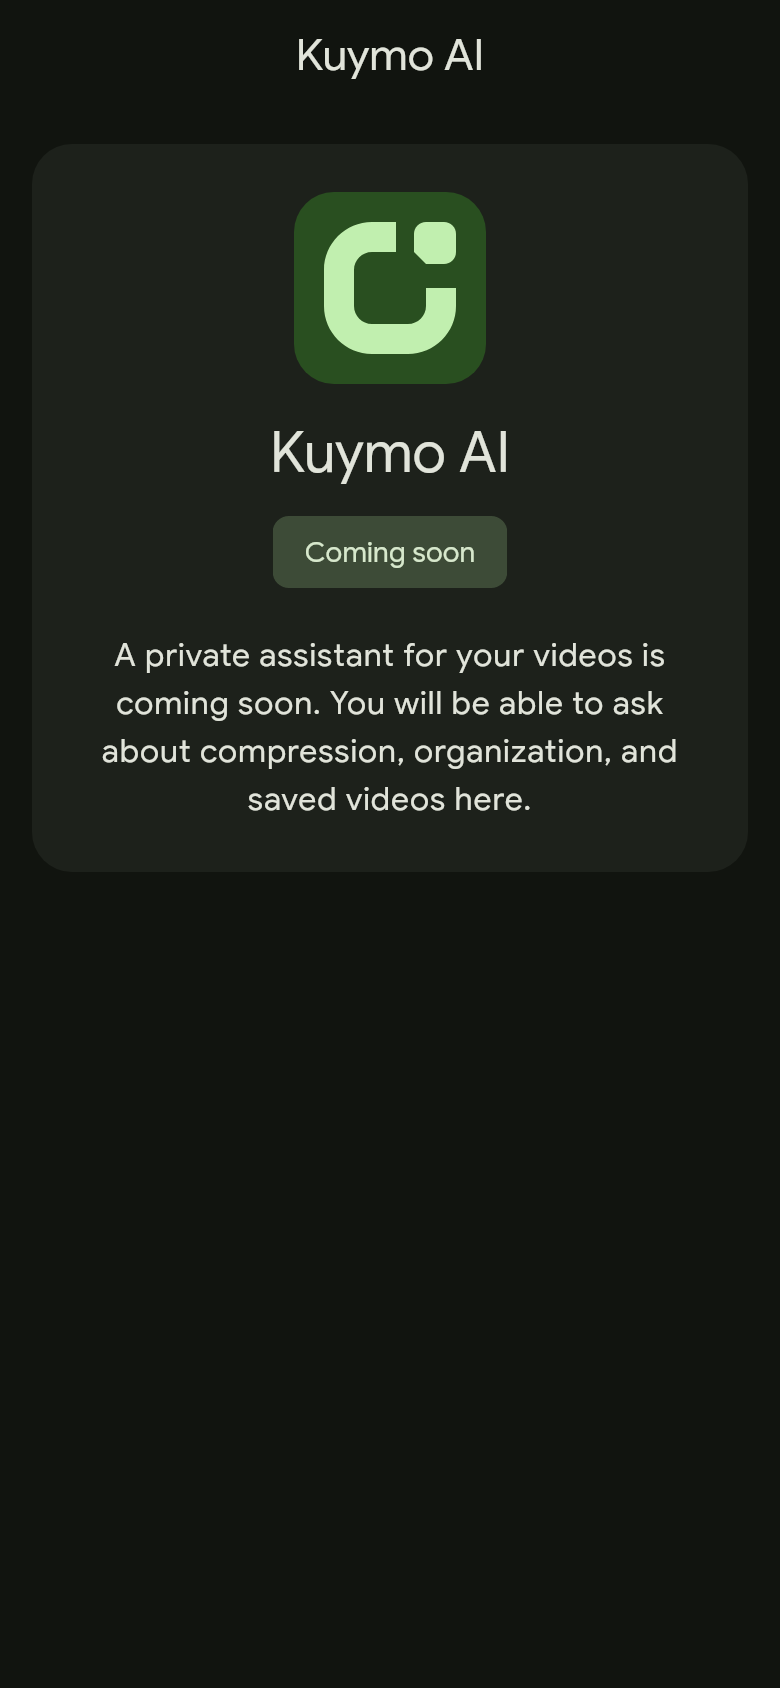 Kuymo AI
Kuymo AI
Coming soon
A private assistant for your videos is
coming soon. You will be able to ask
about compression, organization, and
saved videos here.